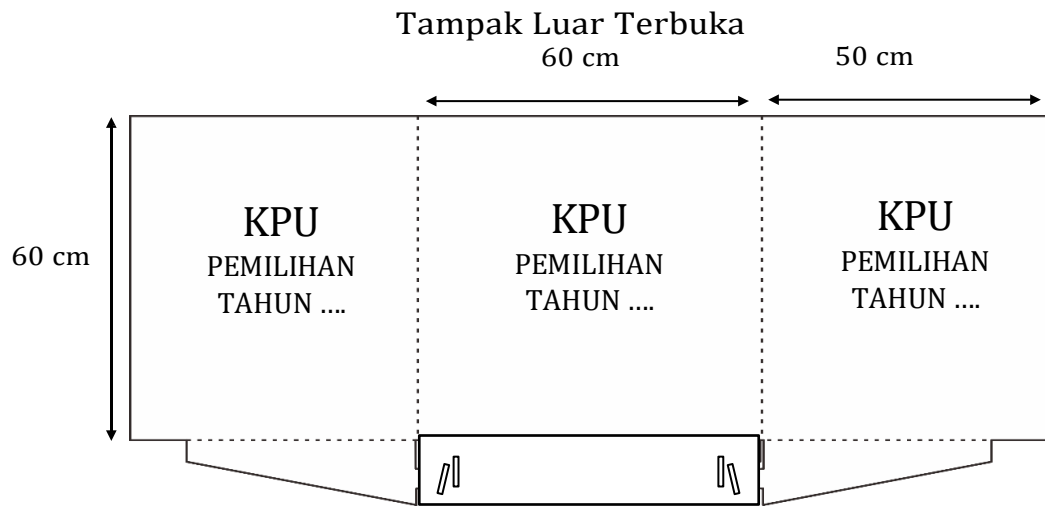 Tampak Luar Terbuka
60 cm
50 cm
60 cm
KPU
PEMILIHAN
TAHUN ....
KPU
PEMILIHAN
TAHUN ....
KPU
PEMILIHAN
TAHUN ....